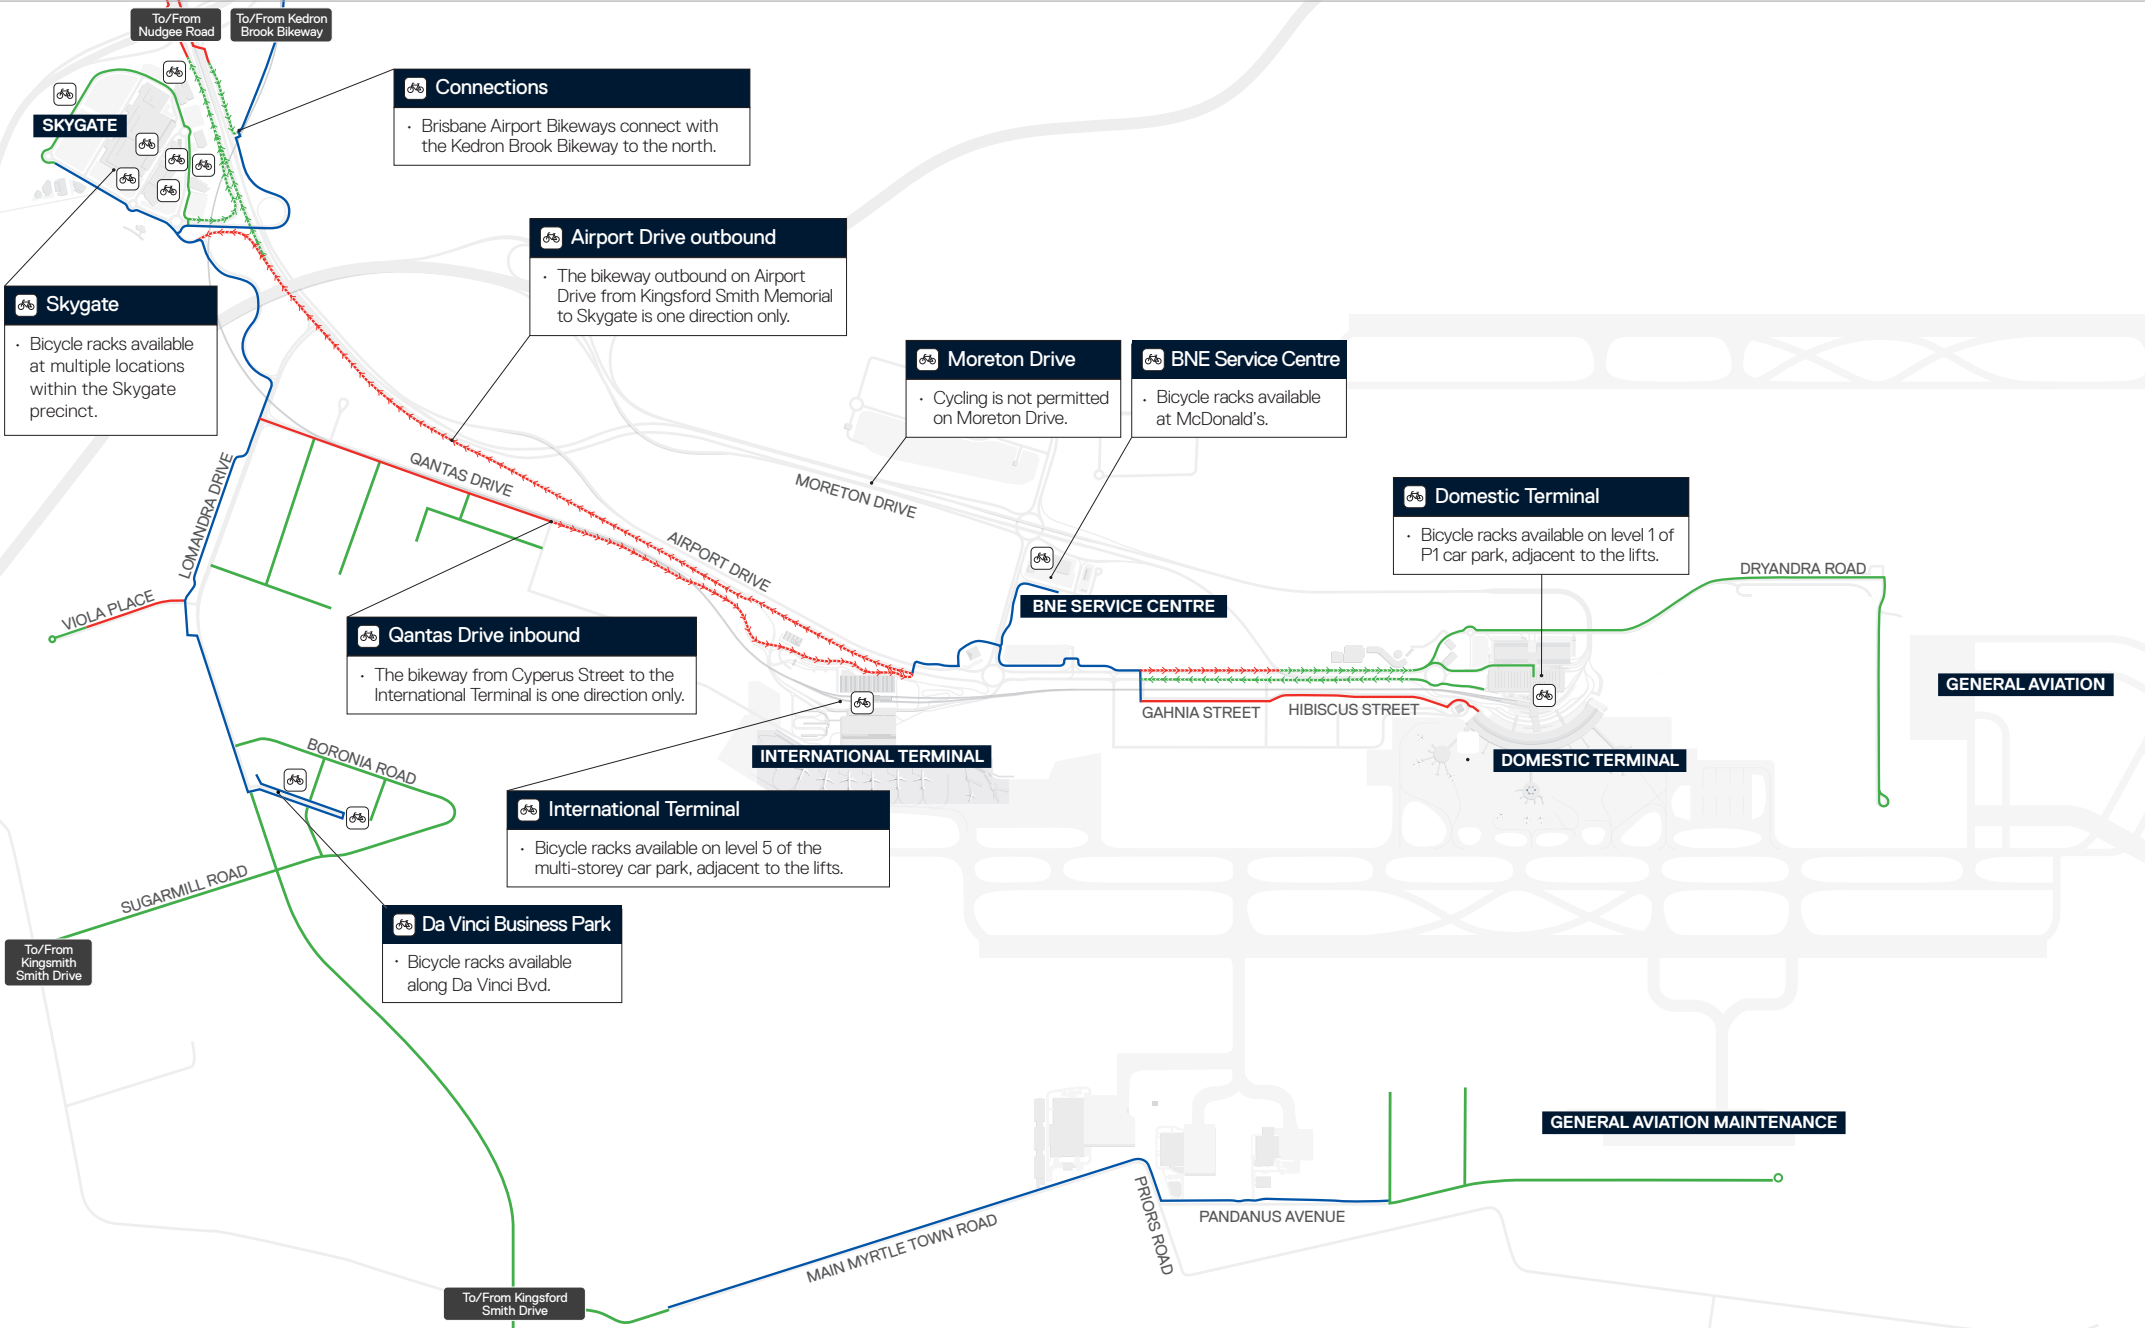 To/From
Nudgee Road
To/From Kedron
Brook Bikeway
Connections
· Brisbane Airport Bikeways connect with
the Kedron Brook Bikeway to the north.
SKYGATE
Airport Drive outbound
· The bikeway outbound on Airport
Drive from Kingsford Smith Memorial
to Skygate is one direction only.
Skygate
· Bicycle racks available
at multiple locations
within the Skygate
precinct.
Moreton Drive
· Cycling is not permitted
on Moreton Drive.
BNE Service Centre
· Bicycle racks available
at McDonald's.
QANTAS DRIVE
MORETON DRIVE
LOMANDRA DRIVE
Domestic Terminal
· Bicycle racks available on level 1 of
P1 car park, adjacent to the lifts.
AIRPORT DRIVE
DRYANDRA ROAD
VIOLA PLACE
BNE SERVICE CENTRE
Qantas Drive inbound
· The bikeway from Cyperus Street to the
International Terminal is one direction only.
GENERAL AVIATION
GAHNIA STREET
HIBISCUS STREET
BORONIA ROAD
INTERNATIONAL TERMINAL
DOMESTIC TERMINAL
International Terminal
· Bicycle racks available on level 5 of the
multi-storey car park, adjacent to the lifts.
SUGARMILL ROAD
Da Vinci Business Park
· Bicycle racks available
along Da Vinci Bvd.
To/From
Kingsmith
Smith Drive
GENERAL AVIATION MAINTENANCE
PRIORS ROAD
PANDANUS AVENUE
MAIN MYRTLE TOWN ROAD
To/From Kingsford
Smith Drive